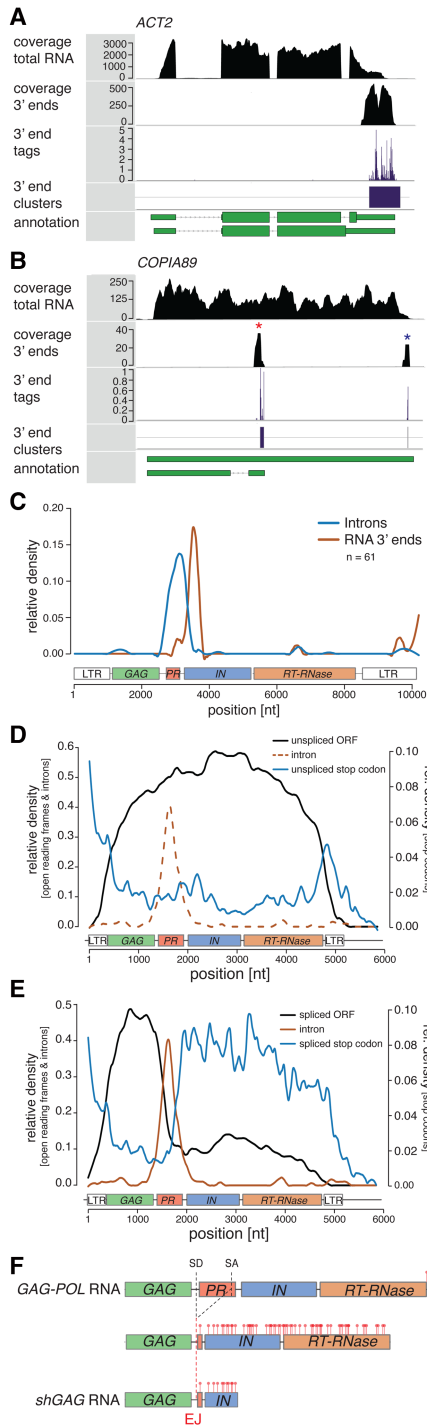 A
ACT2
coverage
total RNA
3000
2000
1000
0
coverage
3' ends
500
250
0
3' end
tags
5
4
3
2
1
0
3' end
clusters
annotation
B
COPIA89
coverage
total RNA
250
125
0
coverage
3' ends
40
20
0
*
*
3' end
tags
1
0.8
0.6
0.4
0.2
0
3' end
clusters
annotation
C
relative density
0.20
0.15
0.10
0.05
0.00
Introns
RNA 3' ends
n = 61
LTR GAG PR IN RT-RNase LTR
1 2000 4000 6000 8000 10000
position [nt]
D
relative density
[open reading frames & introns]
0.6
0.5
0.4
0.3
0.2
0.1
0.0
unspliced ORF
intron
unspliced stop codon
0.10
0.08
0.06
0.04
0.02
0.00
[stop codons]
LTR GAG PR IN RT-RNase LTR
1 1000 2000 3000 4000 5000 6000
position [nt]
E
relative density
[open reading frames & introns]
0.5
0.4
0.3
0.2
0.1
0.0
spliced ORF
intron
spliced stop codon
0.10
0.08
0.06
0.04
0.02
0.00
[stop codons]
LTR GAG PR IN RT-RNase LTR
1 1000 2000 3000 4000 5000 6000
position [nt]
F
SD SA
GAG-POL RNA GAG PR IN RT-RNase
GAG IN RT-RNase
shGAG RNA GAG IN
EJ